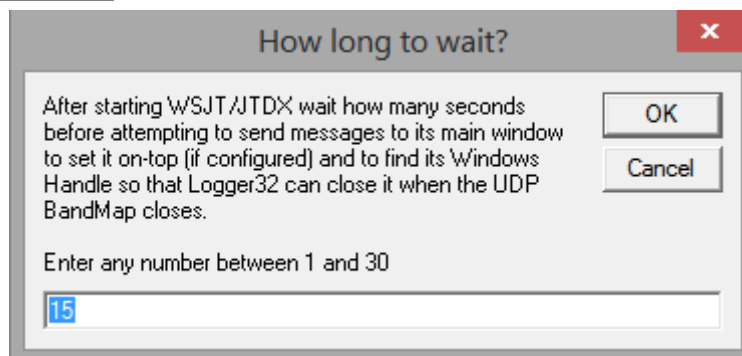 How long to wait?
x
After starting WSJT/JTDX wait how many seconds
before attempting to send messages to its main window
to set it on-top (if configured) and to find its Windows
Handle so that Logger32 can close it when the UDP
BandMap closes.
OK
Cancel
Enter any number between 1 and 30
15